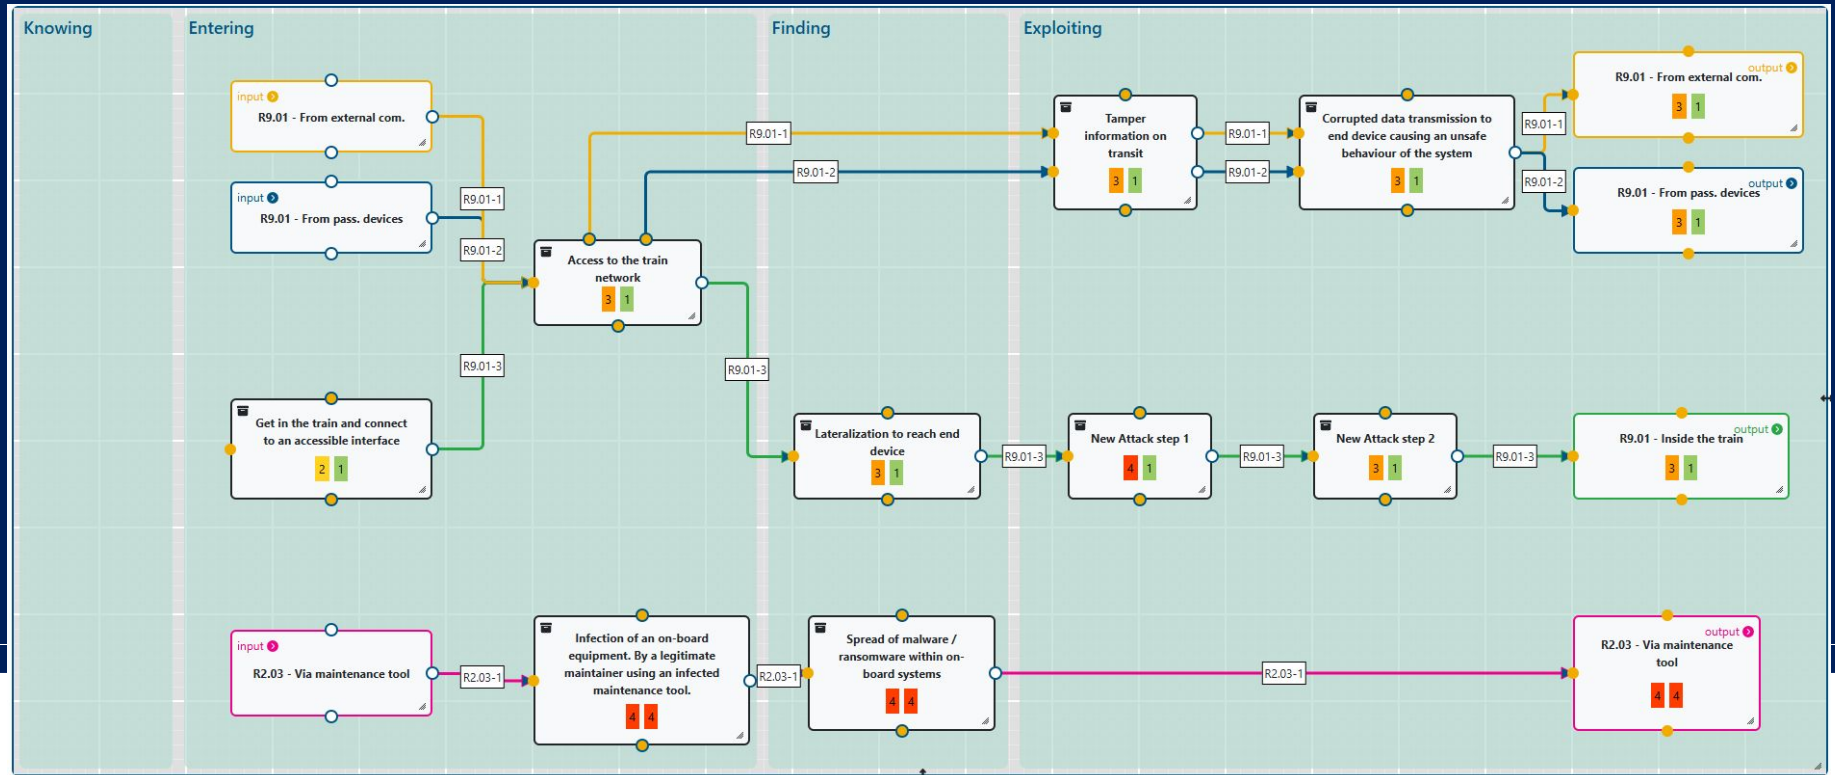 Knowing
Entering
Finding
Exploiting
input
R9.01 - From external com.
input
R9.01 - From pass. devices
R9.01-1
R9.01-2
Access to the train
network
3 1
R9.01-1
R9.01-2
Tamper
information on
transit
3 1
R9.01-1
R9.01-2
Corrupted data transmission to
end device causing an unsafe
behaviour of the system
3 1
R9.01-1
R9.01-2
output
R9.01 - From external com.
3 1
output
R9.01 - From pass. devices
3 1
R9.01-3
Get in the train and connect
to an accessible interface
2 1
R9.01-3
Lateralization to reach end
device
3 1
R9.01-3
New Attack step 1
4 1
R9.01-3
New Attack step 2
3 1
R9.01-3
output
R9.01 - Inside the train
3 1
input
R2.03 - Via maintenance tool
R2.03-1
Infection of an on-board
equipment. By a legitimate
maintainer using an infected
maintenance tool.
4 4
R2.03-1
Spread of malware /
ransomware within on-
board systems
4 4
R2.03-1
output
R2.03 - Via maintenance
tool
4 4